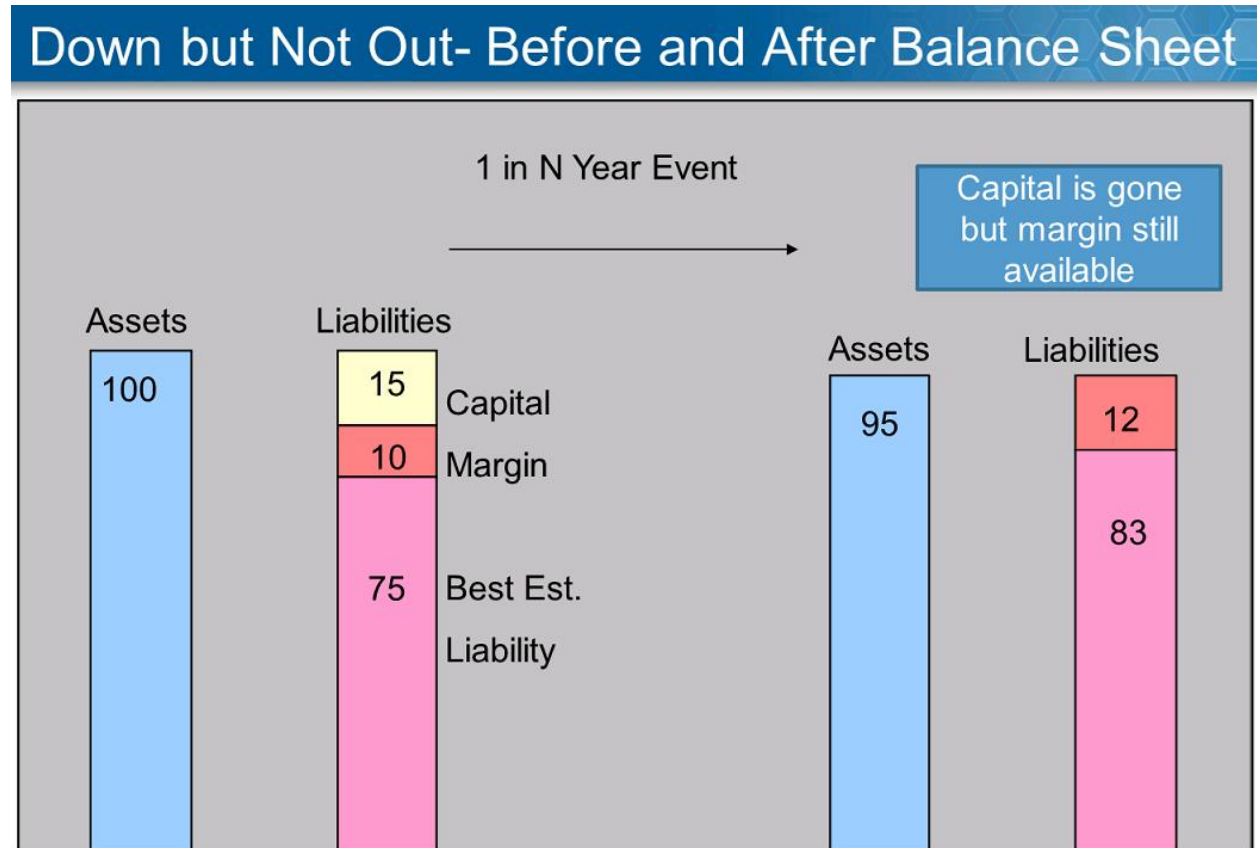 Down but Not Out- Before and After Balance Sheet
1 in N Year Event
Capital is gone
but margin still
available
Assets
Liabilities
100
15
Capital
10
Margin
75
Best Est.
Liability
Assets
Liabilities
95
12
83